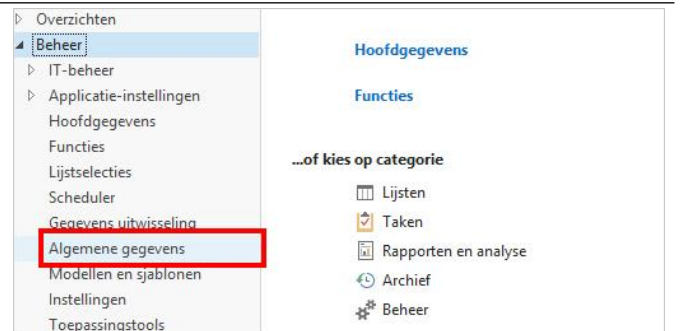 Overzichten
Beheer
IT-beheer
Applicatie-instellingen
Hoofdgegevens
Functies
Lijstselecties
Scheduler
Gegevens uitwisseling
Algemene gegevens
Modellen en sjablonen
Instellingen
Toepassingstools
Hoofdgegevens
Functies
...of kies op categorie
Lijsten
Taken
Rapporten en analyse
Archief
Beheer